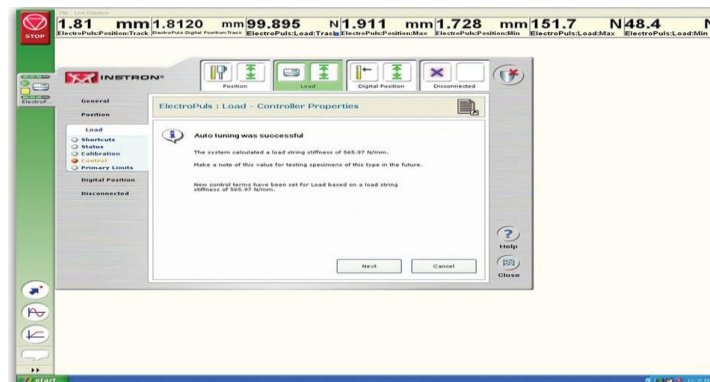 File Live Displays
1.81 mm 1.8120 mm 99.895 N 1.911 mm 1.728 mm 151.7 N 48.4 N
ElectroPuls:Position:Track ElectroPuls Digital Position:Track ElectroPuls:Load:Track ElectroPuls:Position:Max ElectroPuls:Position:Min ElectroPuls:Load:Max ElectroPuls:Load:Min
STOP
INSTRON®
Position Load Digital Position Disconnected
ElectroP...
General
Position
Load
Shortcuts
Status
Calibration
Control
Primary Limits
Digital Position
Disconnected
ElectroPuls : Load - Controller Properties
Auto tuning was successful
The system calculated a load string stiffness of 565.97 N/mm.
Make a note of this value for testing specimens of this type in the future.
New control terms have been set for Load based on a load string
stiffness of 565.97 N/mm.
Next Cancel
Help
Close
start